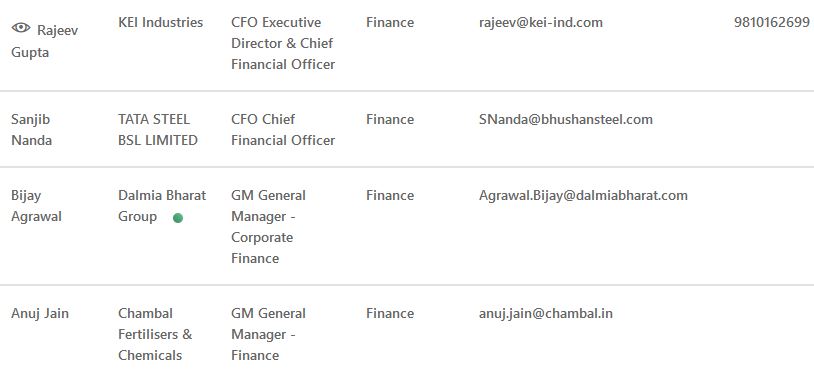 Rajeev Gupta KEI Industries CFO Executive Director & Chief Financial Officer Finance rajeev@kei-ind.com 9810162699
Sanjib Nanda TATA STEEL BSL LIMITED CFO Chief Financial Officer Finance SNanda@bhushansteel.com
Bijay Agrawal Dalmia Bharat Group GM General Manager - Corporate Finance Finance Agrawal.Bijay@dalmiabharat.com
Anuj Jain Chambal Fertilisers & Chemicals GM General Manager - Finance Finance anuj.jain@chambal.in